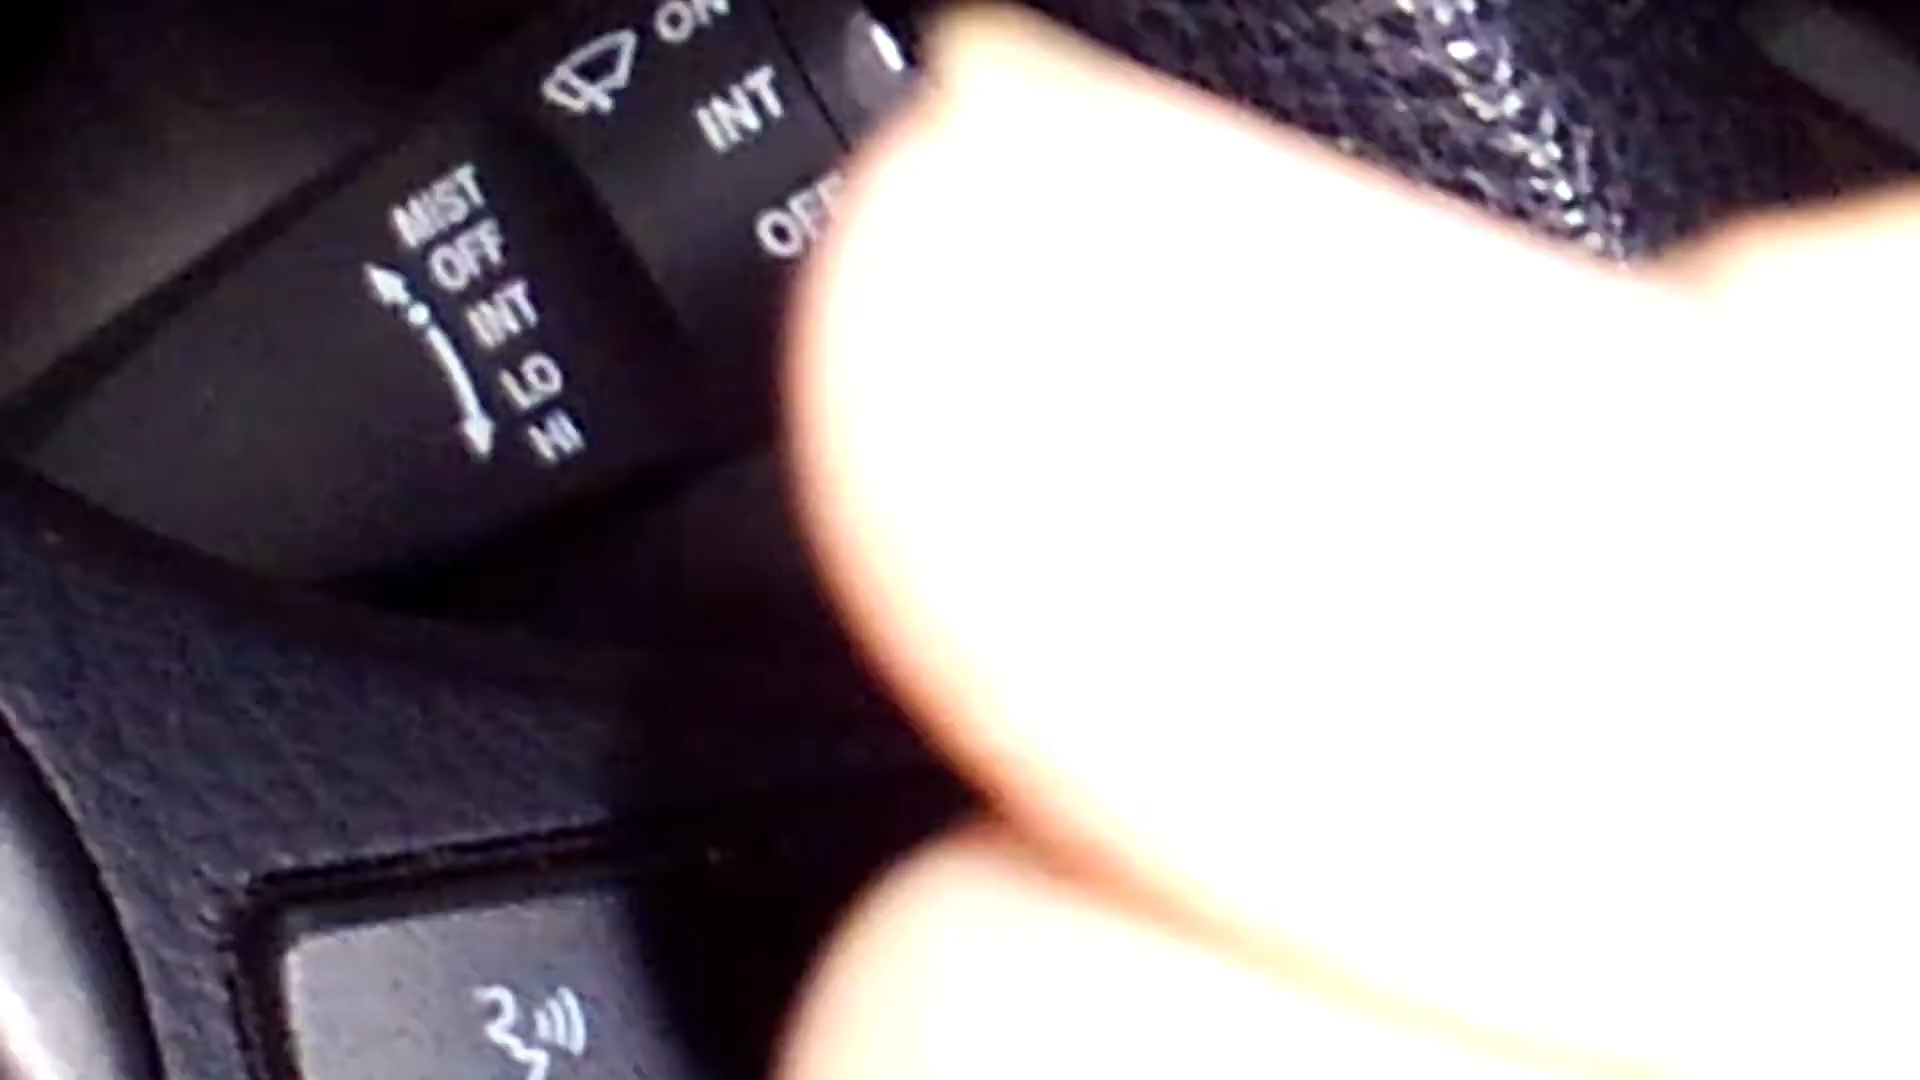 ON
INT
OFF
MIST
OFF
INT
LO
HI